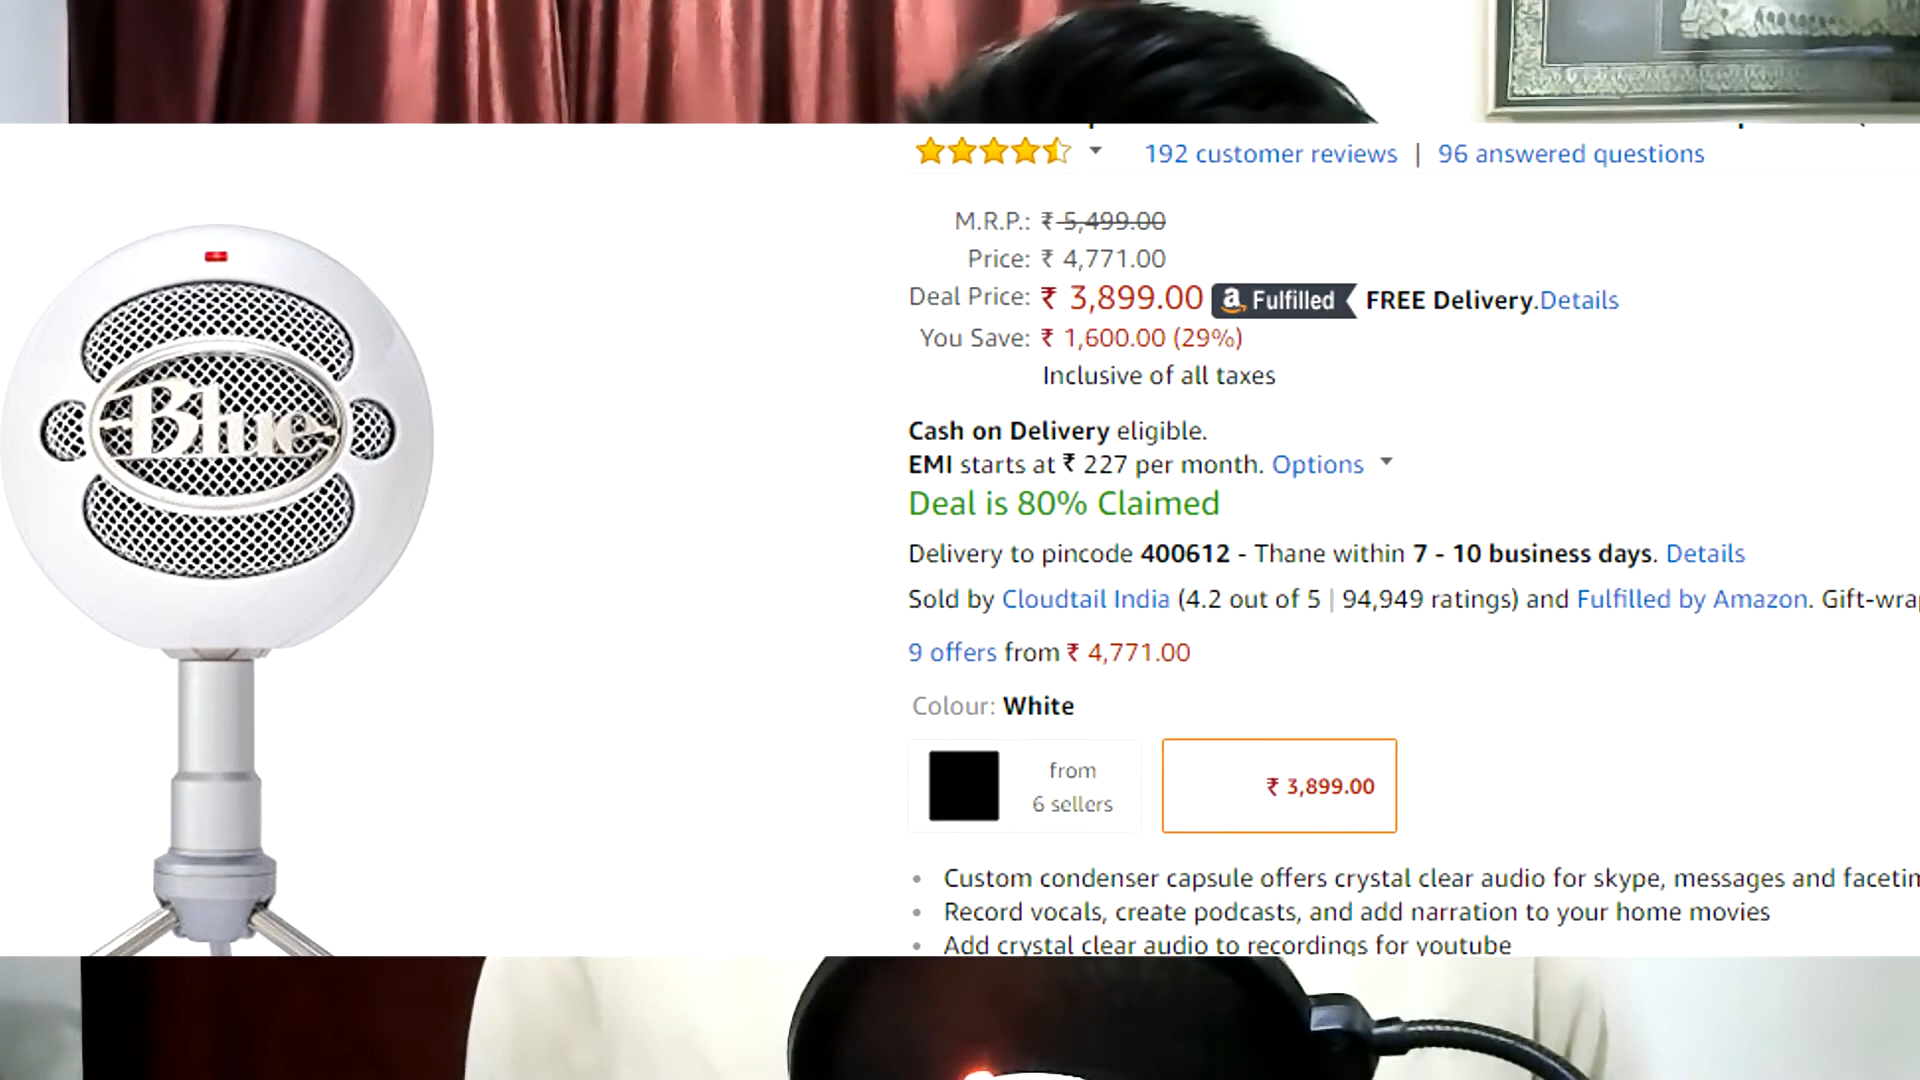 192 customer reviews | 96 answered questions
M.R.P.: ₹ 5,499.00
Price: ₹ 4,771.00
Deal Price: ₹ 3,899.00 a Fulfilled FREE Delivery.Details
You Save: ₹ 1,600.00 (29%)
Inclusive of all taxes
Blue
Cash on Delivery eligible.
EMI starts at ₹ 227 per month. Options
Deal is 80% Claimed
Delivery to pincode 400612 - Thane within 7 - 10 business days. Details
Sold by Cloudtail India (4.2 out of 5 | 94,949 ratings) and Fulfilled by Amazon. Gift-wra
9 offers from ₹ 4,771.00
Colour: White
from
6 sellers
₹ 3,899.00
• Custom condenser capsule offers crystal clear audio for skype, messages and facetim
• Record vocals, create podcasts, and add narration to your home movies
• Add crystal clear audio to recordings for youtube